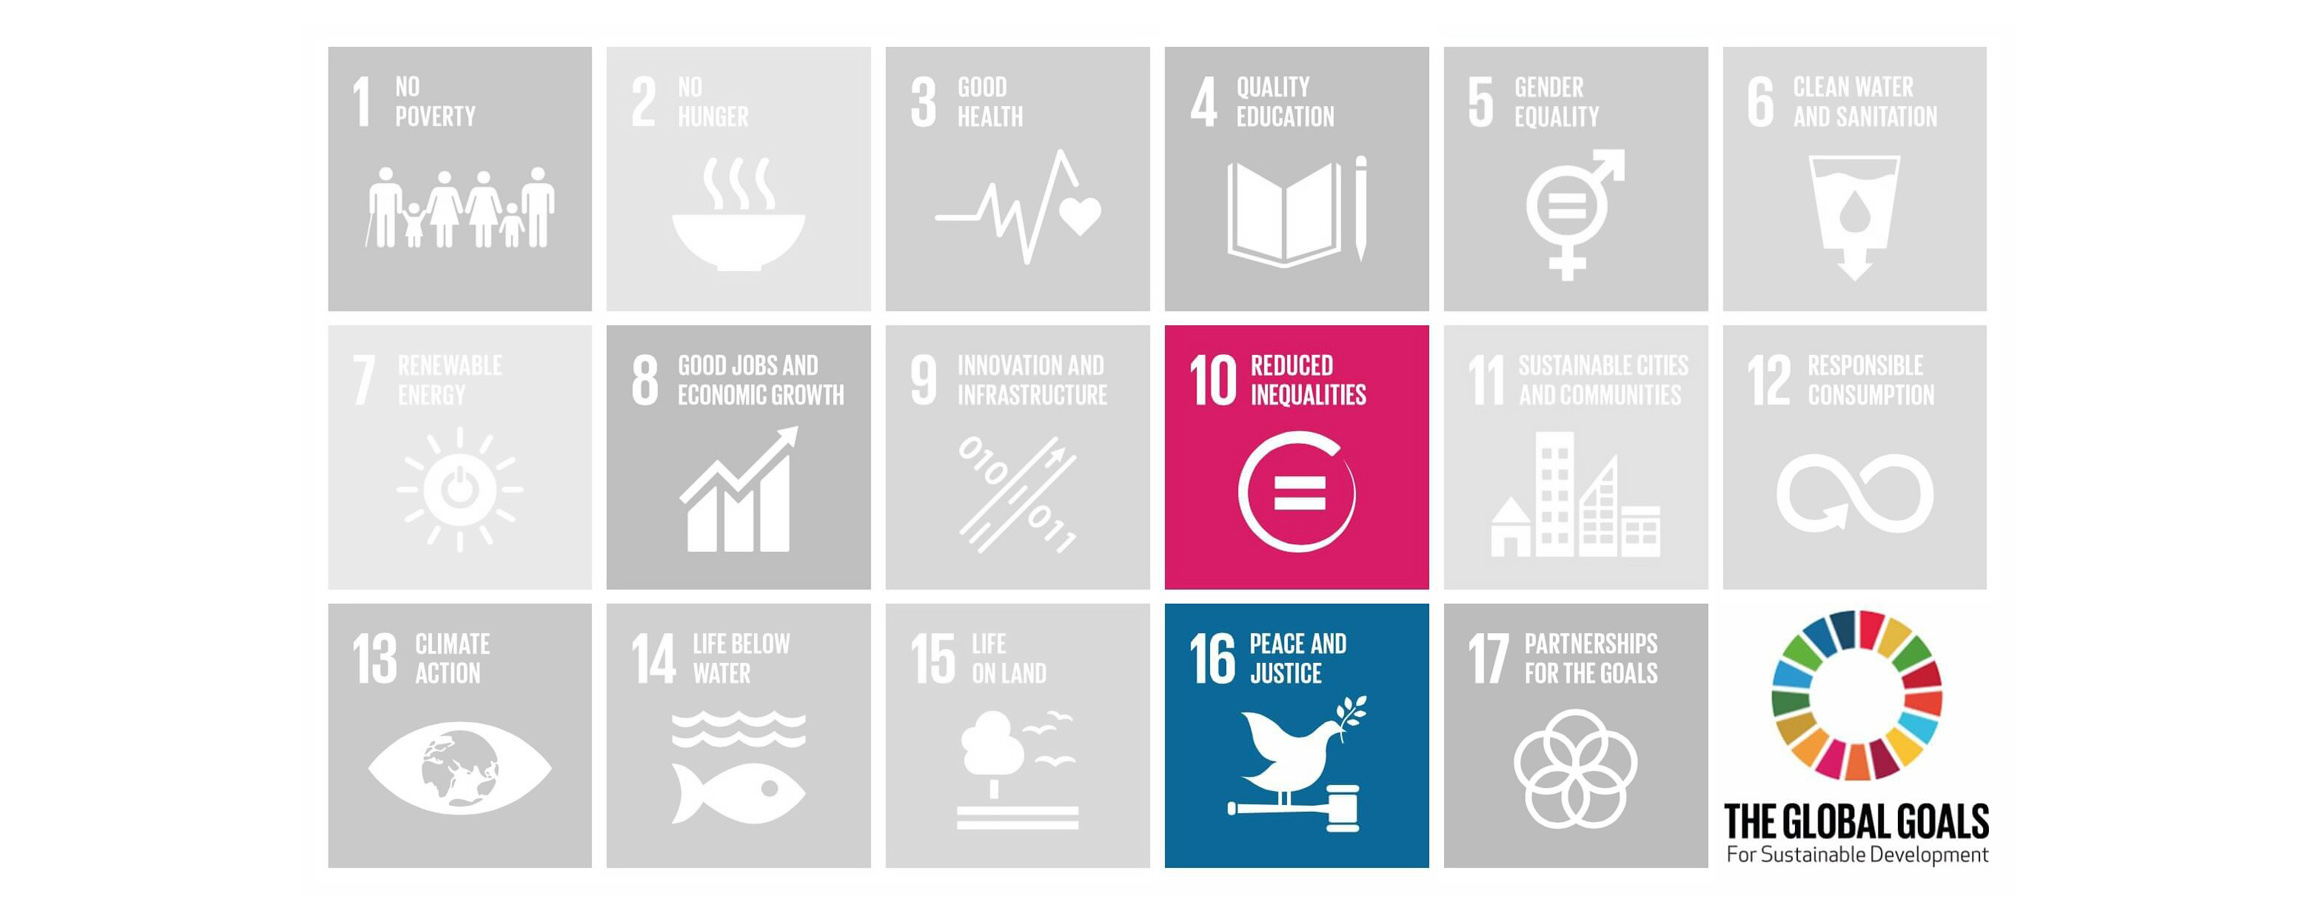 1 NO
POVERTY
2 NO
HUNGER
3 GOOD
HEALTH
4 QUALITY
EDUCATION
5 GENDER
EQUALITY
6 CLEAN WATER
AND SANITATION
7 RENEWABLE
ENERGY
8 GOOD JOBS AND
ECONOMIC GROWTH
9 INNOVATION AND
INFRASTRUCTURE
010
011
10 REDUCED
INEQUALITIES
11 SUSTAINABLE CITIES
AND COMMUNITIES
12 RESPONSIBLE
CONSUMPTION
13 CLIMATE
ACTION
14 LIFE BELOW
WATER
15 LIFE
ON LAND
16 PEACE AND
JUSTICE
17 PARTNERSHIPS
FOR THE GOALS
THE GLOBAL GOALS
For Sustainable Development